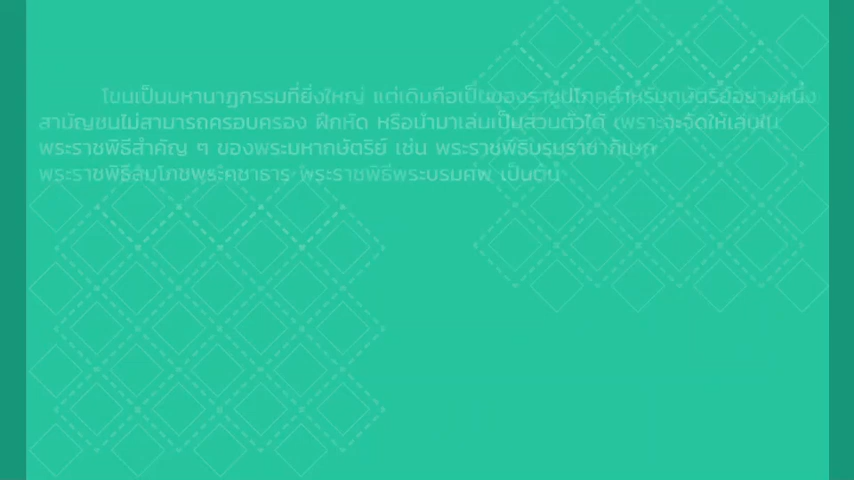 โขนเป็นมหานาฏกรรมที่ยิ่งใหญ่ แต่เดิมถือเป็นของราชูปโภคสำหรับกษัตริย์อย่างหนึ่ง
สามัญชนไม่สามารถครอบครอง ฝึกหัด หรือนำมาเล่นเป็นส่วนตัวได้ เพราะจะจัดให้เล่นใน
พระราชพิธีสำคัญ ๆ ของพระมหากษัตริย์ เช่น พระราชพิธีบรมราชาภิเษก
พระราชพิธีสมโภชพระคชาธาร พระราชพิธีพระบรมศพ เป็นต้น